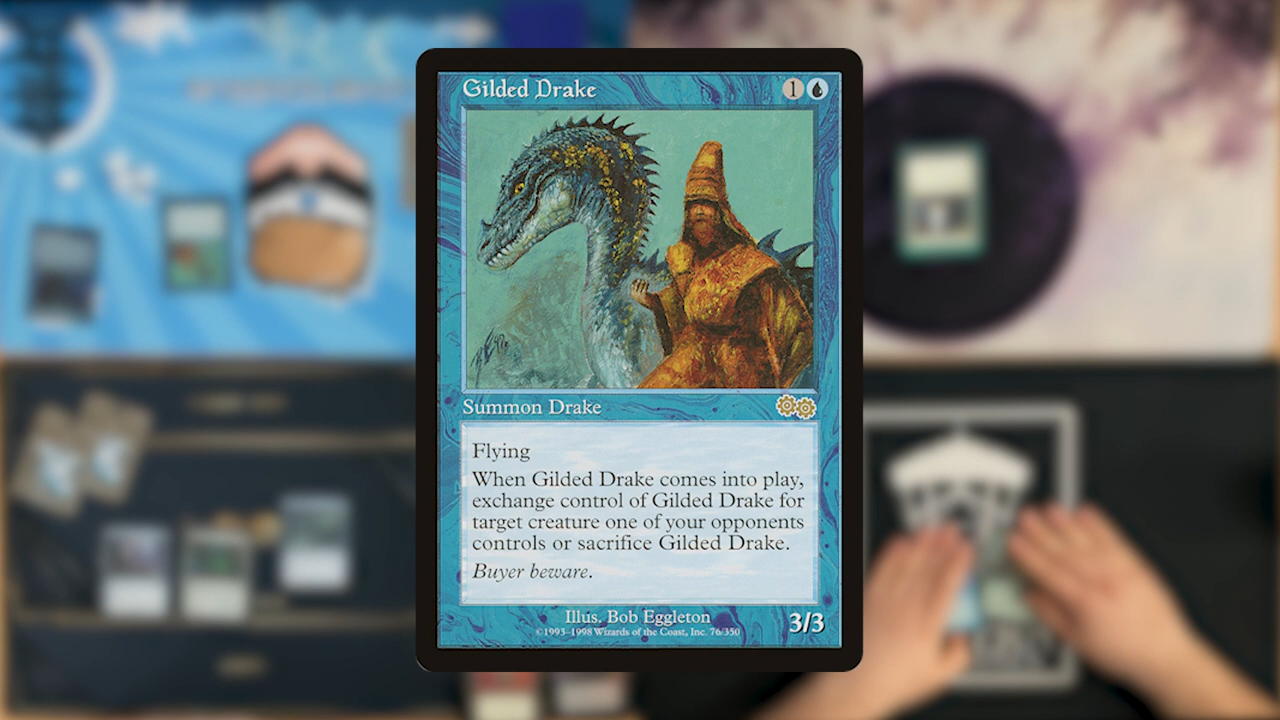 Gilded Drake 1
Summon Drake
Flying
When Gilded Drake comes into play,
exchange control of Gilded Drake for
target creature one of your opponents
controls or sacrifice Gilded Drake.
Buyer beware.
Illus. Bob Eggleton
©1993–1998 Wizards of the Coast, Inc. 76/350
3/3